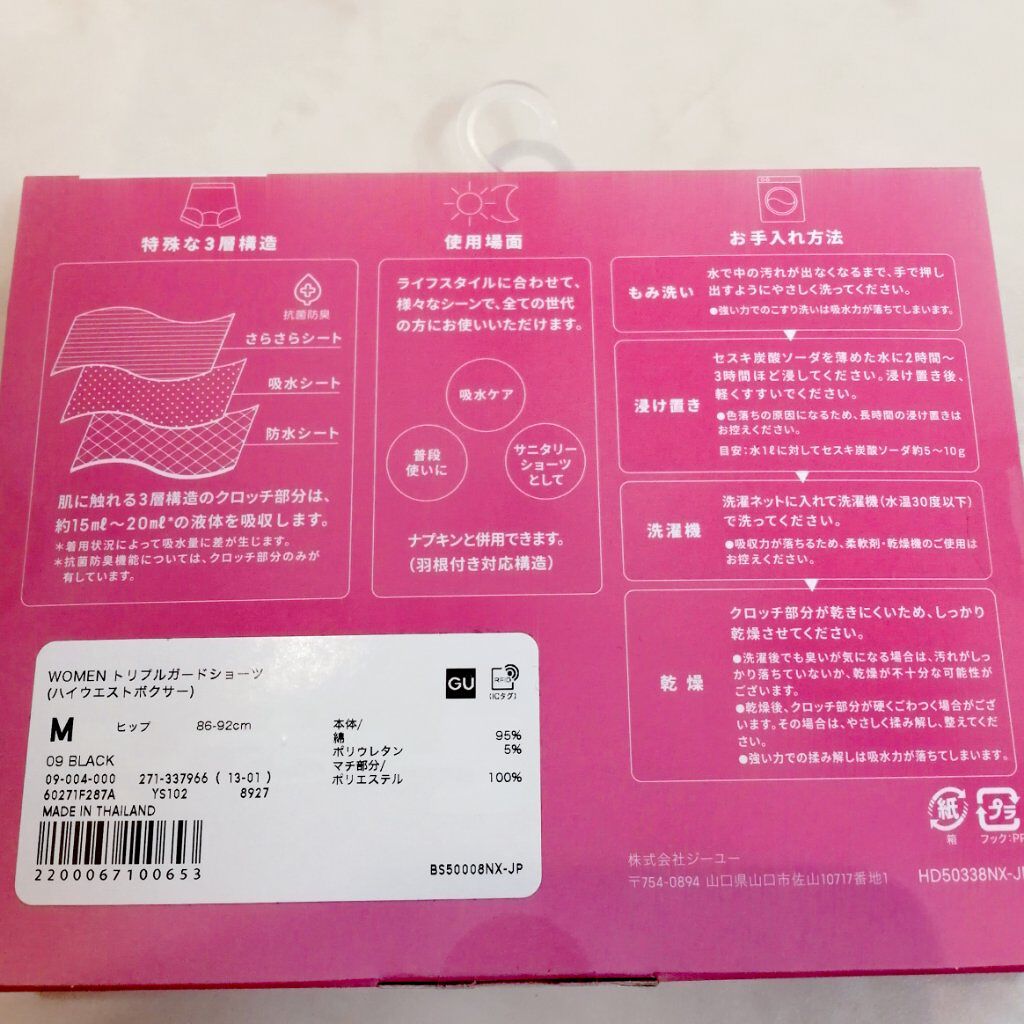 特殊な3層構造
抗菌防臭
さらさらシート
吸水シート
防水シート
肌に触れる3層構造のクロッチ部分は、
約15㎖〜20㎖*の液体を吸収します。
*着用状況によって吸水量に差が生じます。
*抗菌防臭機能については、クロッチ部分のみが
有しています。
使用場面
ライフスタイルに合わせて、
様々なシーンで、全ての世代
の方にお使いいただけます。
吸水ケア
普段
使いに
サニタリー
ショーツ
として
ナプキンと併用できます。
(羽根付き対応構造)
お手入れ方法
もみ洗い
水で中の汚れが出なくなるまで、手で押し
出すようにやさしく洗ってください。
●強い力でのこすり洗いは吸水力が落ちてしまいます。
浸け置き
セスキ炭酸ソーダを薄めた水に2時間〜
3時間ほど浸してください。浸け置き後、
軽くすすいでください。
●色落ちの原因になるため、長時間の浸け置きは
お控えください。
目安:水1ℓに対してセスキ炭酸ソーダ約5〜10g
洗濯機
洗濯ネットに入れて洗濯機(水温30度以下)
で洗ってください。
●吸収力が落ちるため、柔軟剤・乾燥機のご使用は
お控えください。
乾燥
クロッチ部分が乾きにくいため、しっかり
乾燥させてください。
●洗濯後でも臭いが気になる場合は、汚れがしっ
かり落ちていないか、乾燥が不十分な可能性が
ございます。
●乾燥後、クロッチ部分が硬くごわつく場合がござ
います。その場合は、やさしく揉み解し、整えてくだ
さい。
●強い力での揉み解しは吸水力が落ちてしまいます。
WOMEN トリプルガードショーツ
(ハイウエストボクサー)
GU
RFID
(ICタグ)
M ヒップ 86-92cm
本体/
綿 95%
ポリウレタン 5%
マチ部分/
ポリエステル 100%
09 BLACK
09-004-000 271-337966 ( 13-01 )
60271F287A YS102 8927
MADE IN THAILAND
2200067100653
BS50008NX-JP
紙
箱
プラ
フック:PP
株式会社ジーユー
〒754-0894 山口県山口市佐山10717番地1
HD50338NX-JP